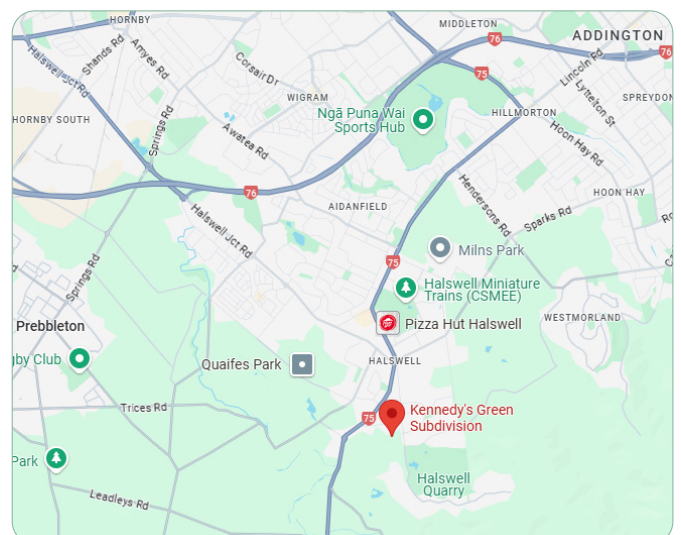 HORNBY
MIDDLETON
ADDINGTON
76
76
Shands Rd
Amyes Rd
Halswell Jct Rd
Corsair Dr
75
Lincoln Rd
WIGRAM
Lyttelton St
SPREYDON
Ngā Puna Wai
Sports Hub
HILLMORTON
HORNBY SOUTH
Springs Rd
Awatea Rd
Hoon Hay Rd
76
AIDANFIELD
Hendersons Rd
HOON HAY
Halswell Jct Rd
Sparks Rd
Milns Park
75
Springs Rd
Halswell Miniature
Trains (CSMEE)
WESTMORLAND
Prebbleton
Pizza Hut Halswell
gby Club
Quaifes Park
HALSWELL
Trices Rd
75
Kennedy's Green
Subdivision
Park
Halswell
Quarry
Leadleys Rd